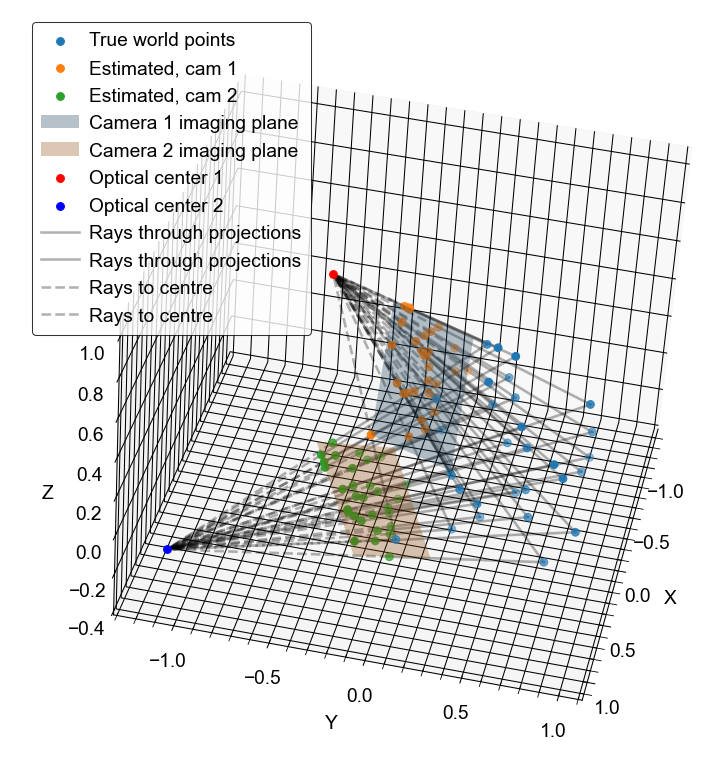 True world points
Estimated, cam 1
Estimated, cam 2
Camera 1 imaging plane
Camera 2 imaging plane
Optical center 1
Optical center 2
Rays through projections
Rays through projections
Rays to centre
Rays to centre
1.0
0.8
0.6
0.4
0.2
0.0
−0.2
−0.4
Z
−1.0
−0.5
0.0
0.5
1.0
Y
−1.0
−0.5
0.0
0.5
1.0
X